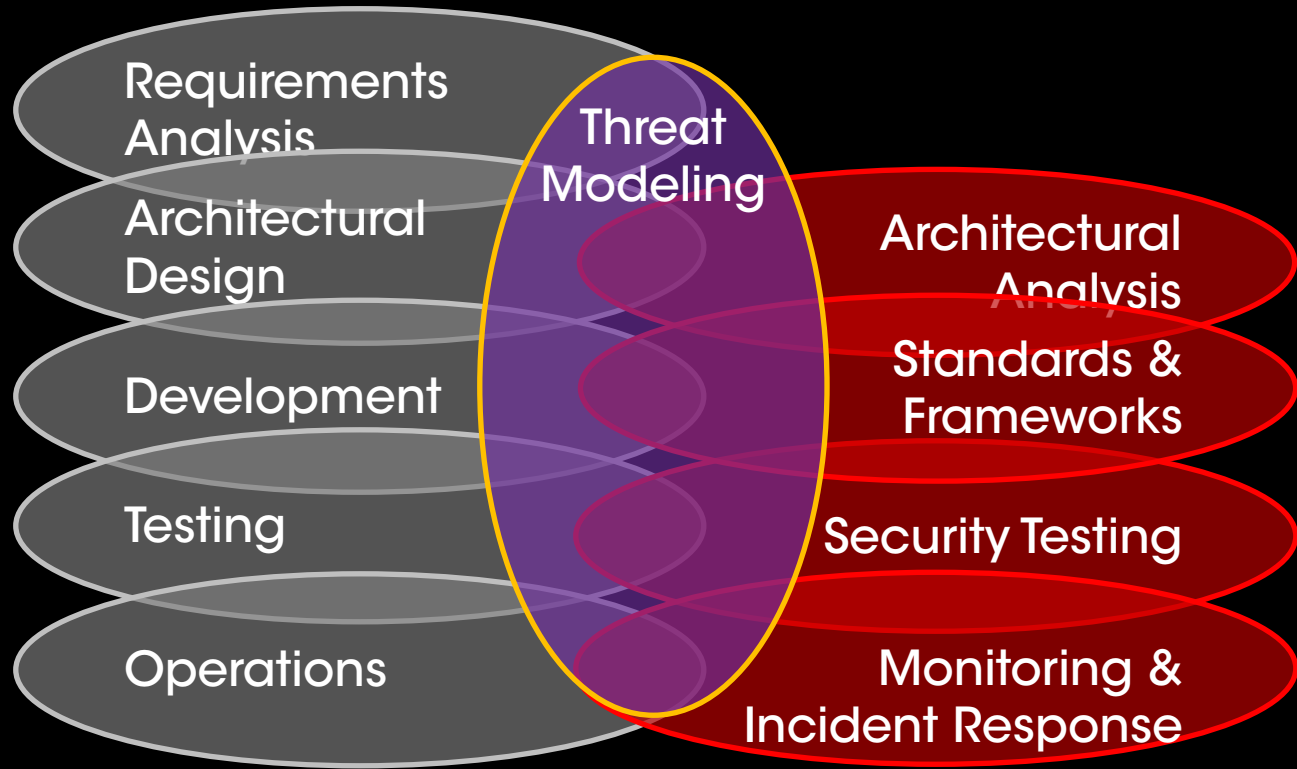 Requirements
Analysis
Architectural
Design
Development
Testing
Operations
Threat
Modeling
Architectural
Analysis
Standards &
Frameworks
Security Testing
Monitoring &
Incident Response